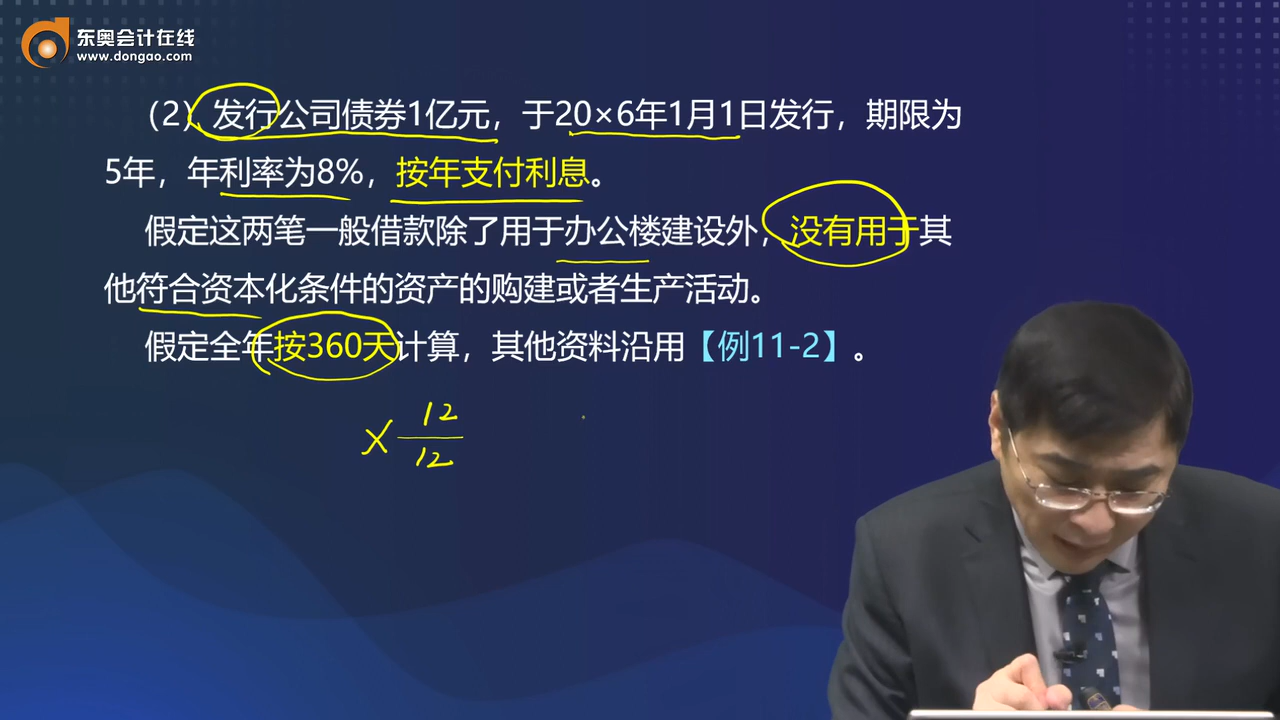 东奥会计在线
www.dongao.com
（2）发行公司债券1亿元，于20×6年1月1日发行，期限为
5年，年利率为8%，按年支付利息。
假定这两笔一般借款除了用于办公楼建设外，没有用于其
他符合资本化条件的资产的购建或者生产活动。
假定全年按360天计算，其他资料沿用【例11-2】。
× 12
12